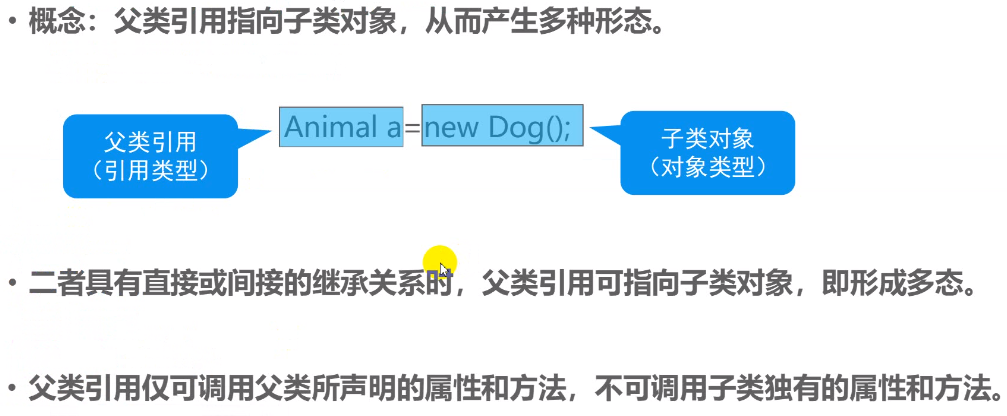 • 概念：父类引用指向子类对象，从而产生多种形态。
父类引用
（引用类型）
Animal a=new Dog();
子类对象
（对象类型）
• 二者具有直接或间接的继承关系时，父类引用可指向子类对象，即形成多态。
• 父类引用仅可调用父类所声明的属性和方法，不可调用子类独有的属性和方法。